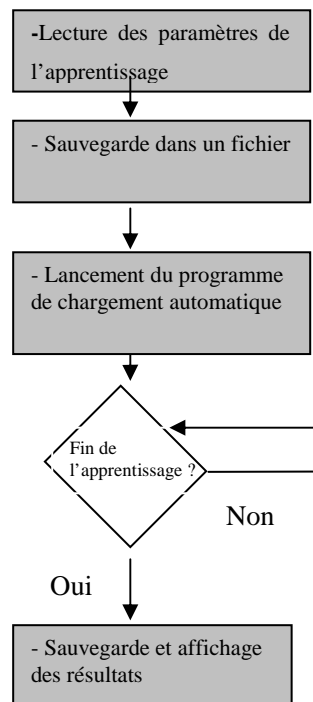 -Lecture des paramètres de
l'apprentissage
- Sauvegarde dans un fichier
- Lancement du programme
de chargement automatique
Fin de
l'apprentissage ?
Non
Oui
- Sauvegarde et affichage
des résultats